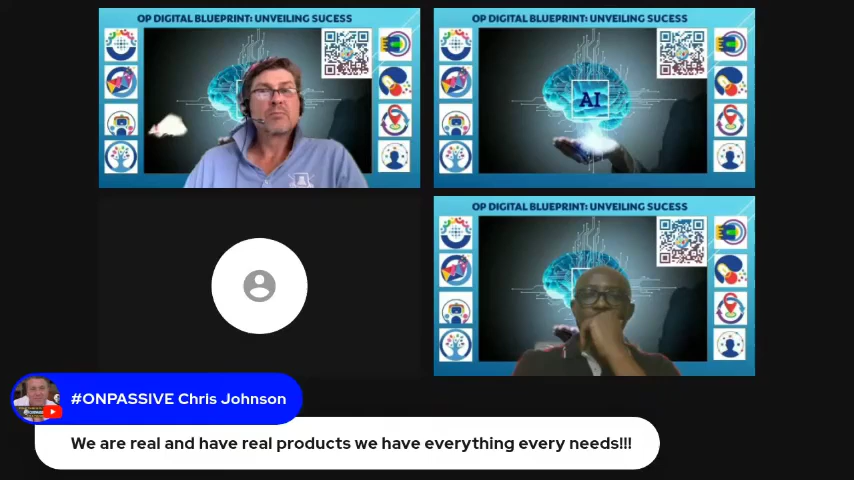 OP DIGITAL BLUEPRINT: UNVEILING SUCESS
OP DIGITAL BLUEPRINT: UNVEILING SUCESS
AI
OP DIGITAL BLUEPRINT: UNVEILING SUCESS
#ONPASSIVE Chris Johnson
We are real and have real products we have everything every needs!!!